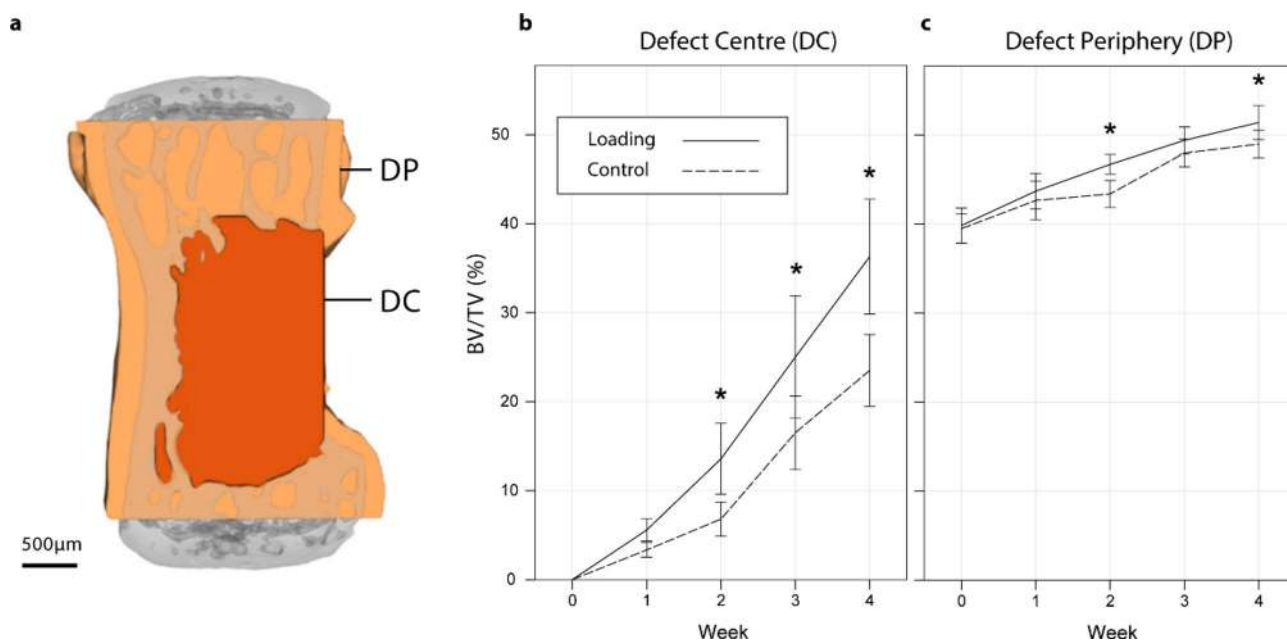 a
DP
DC
500μm
b
Defect Centre (DC)
Loading
Control
BV/TV (%)
50
40
30
20
10
0
* * *
0 1 2 3 4
Week
c
Defect Periphery (DP)
* *
0 1 2 3 4
Week